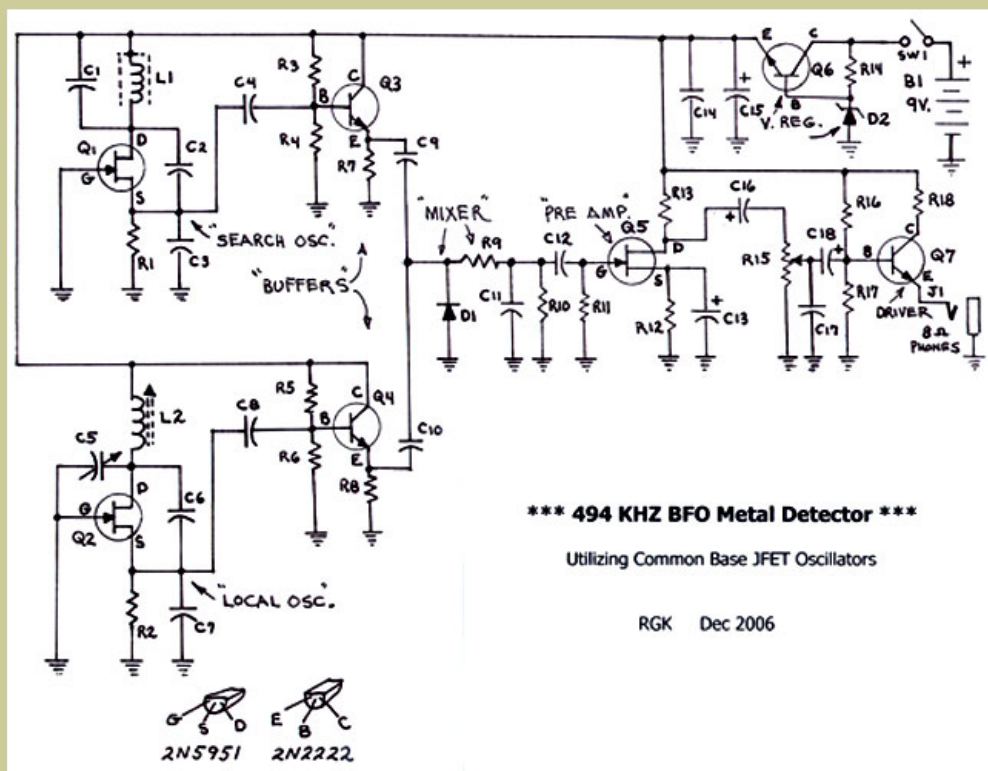 C1
L1
D
Q1
G
S
R1
C2
C3
"SEARCH OSC."
C4
R3
R4
B
C
Q3
E
R7
C9
"BUFFERS"
"MIXER"
R9
D1
C11
R10
C12
R11
"PRE AMP."
Q5
G
D
S
R13
R12
C13
C16
R15
C18
C17
R16
R17
B
C
R18
Q7
E
DRIVER
J1
8Ω
PHONES
C14
C15
E
C
Q6
B
V. REG.
R14
D2
SW1
B1
9V.
L2
C5
D
G
Q2
S
R2
C6
C7
"LOCAL OSC."
C8
R5
R6
B
C
Q4
E
R8
C10
*** 494 KHZ BFO Metal Detector ***
Utilizing Common Base JFET Oscillators
RGK Dec 2006
G
S
D
2N5951
E
B
C
2N2222